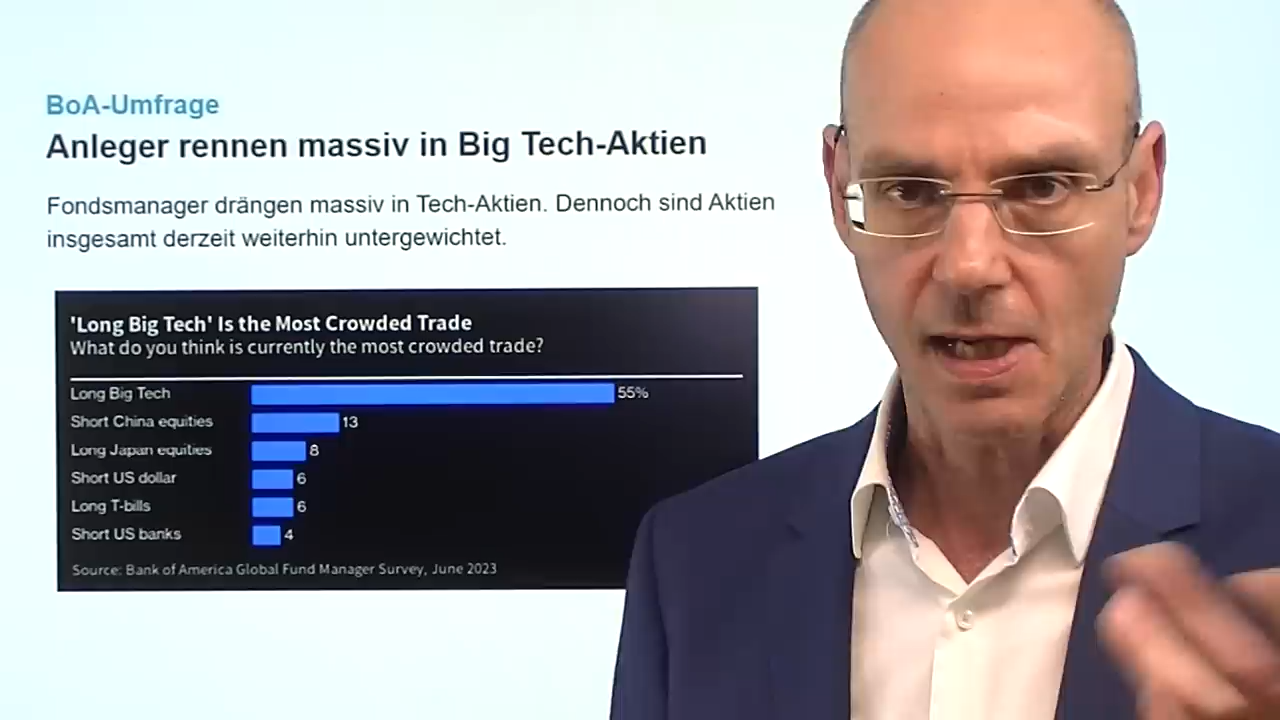 BoA-Umfrage
Anleger rennen massiv in Big Tech-Aktien
Fondsmanager drängen massiv in Tech-Aktien. Dennoch sind Aktien
insgesamt derzeit weiterhin untergewichtet.
'Long Big Tech' Is the Most Crowded Trade
What do you think is currently the most crowded trade?
Long Big Tech 55%
Short China equities 13
Long Japan equities 8
Short US dollar 6
Long T-bills 6
Short US banks 4
Source: Bank of America Global Fund Manager Survey, June 2023